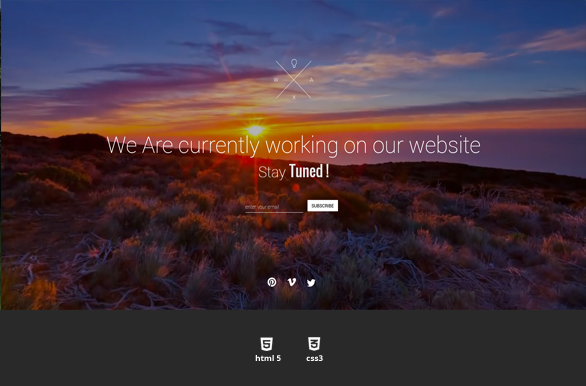 We Are currently working on our website
Stay Tuned !
enter your email
SUBSCRIBE
html 5
css3